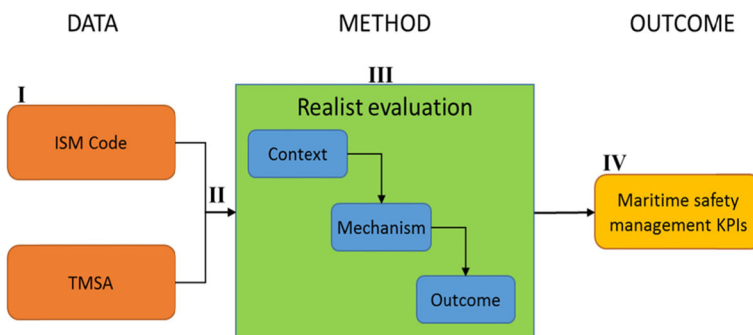 DATA
METHOD
OUTCOME
I
ISM Code
II
TMSA
III
Realist evaluation
Context
Mechanism
Outcome
IV
Maritime safety
management KPIs